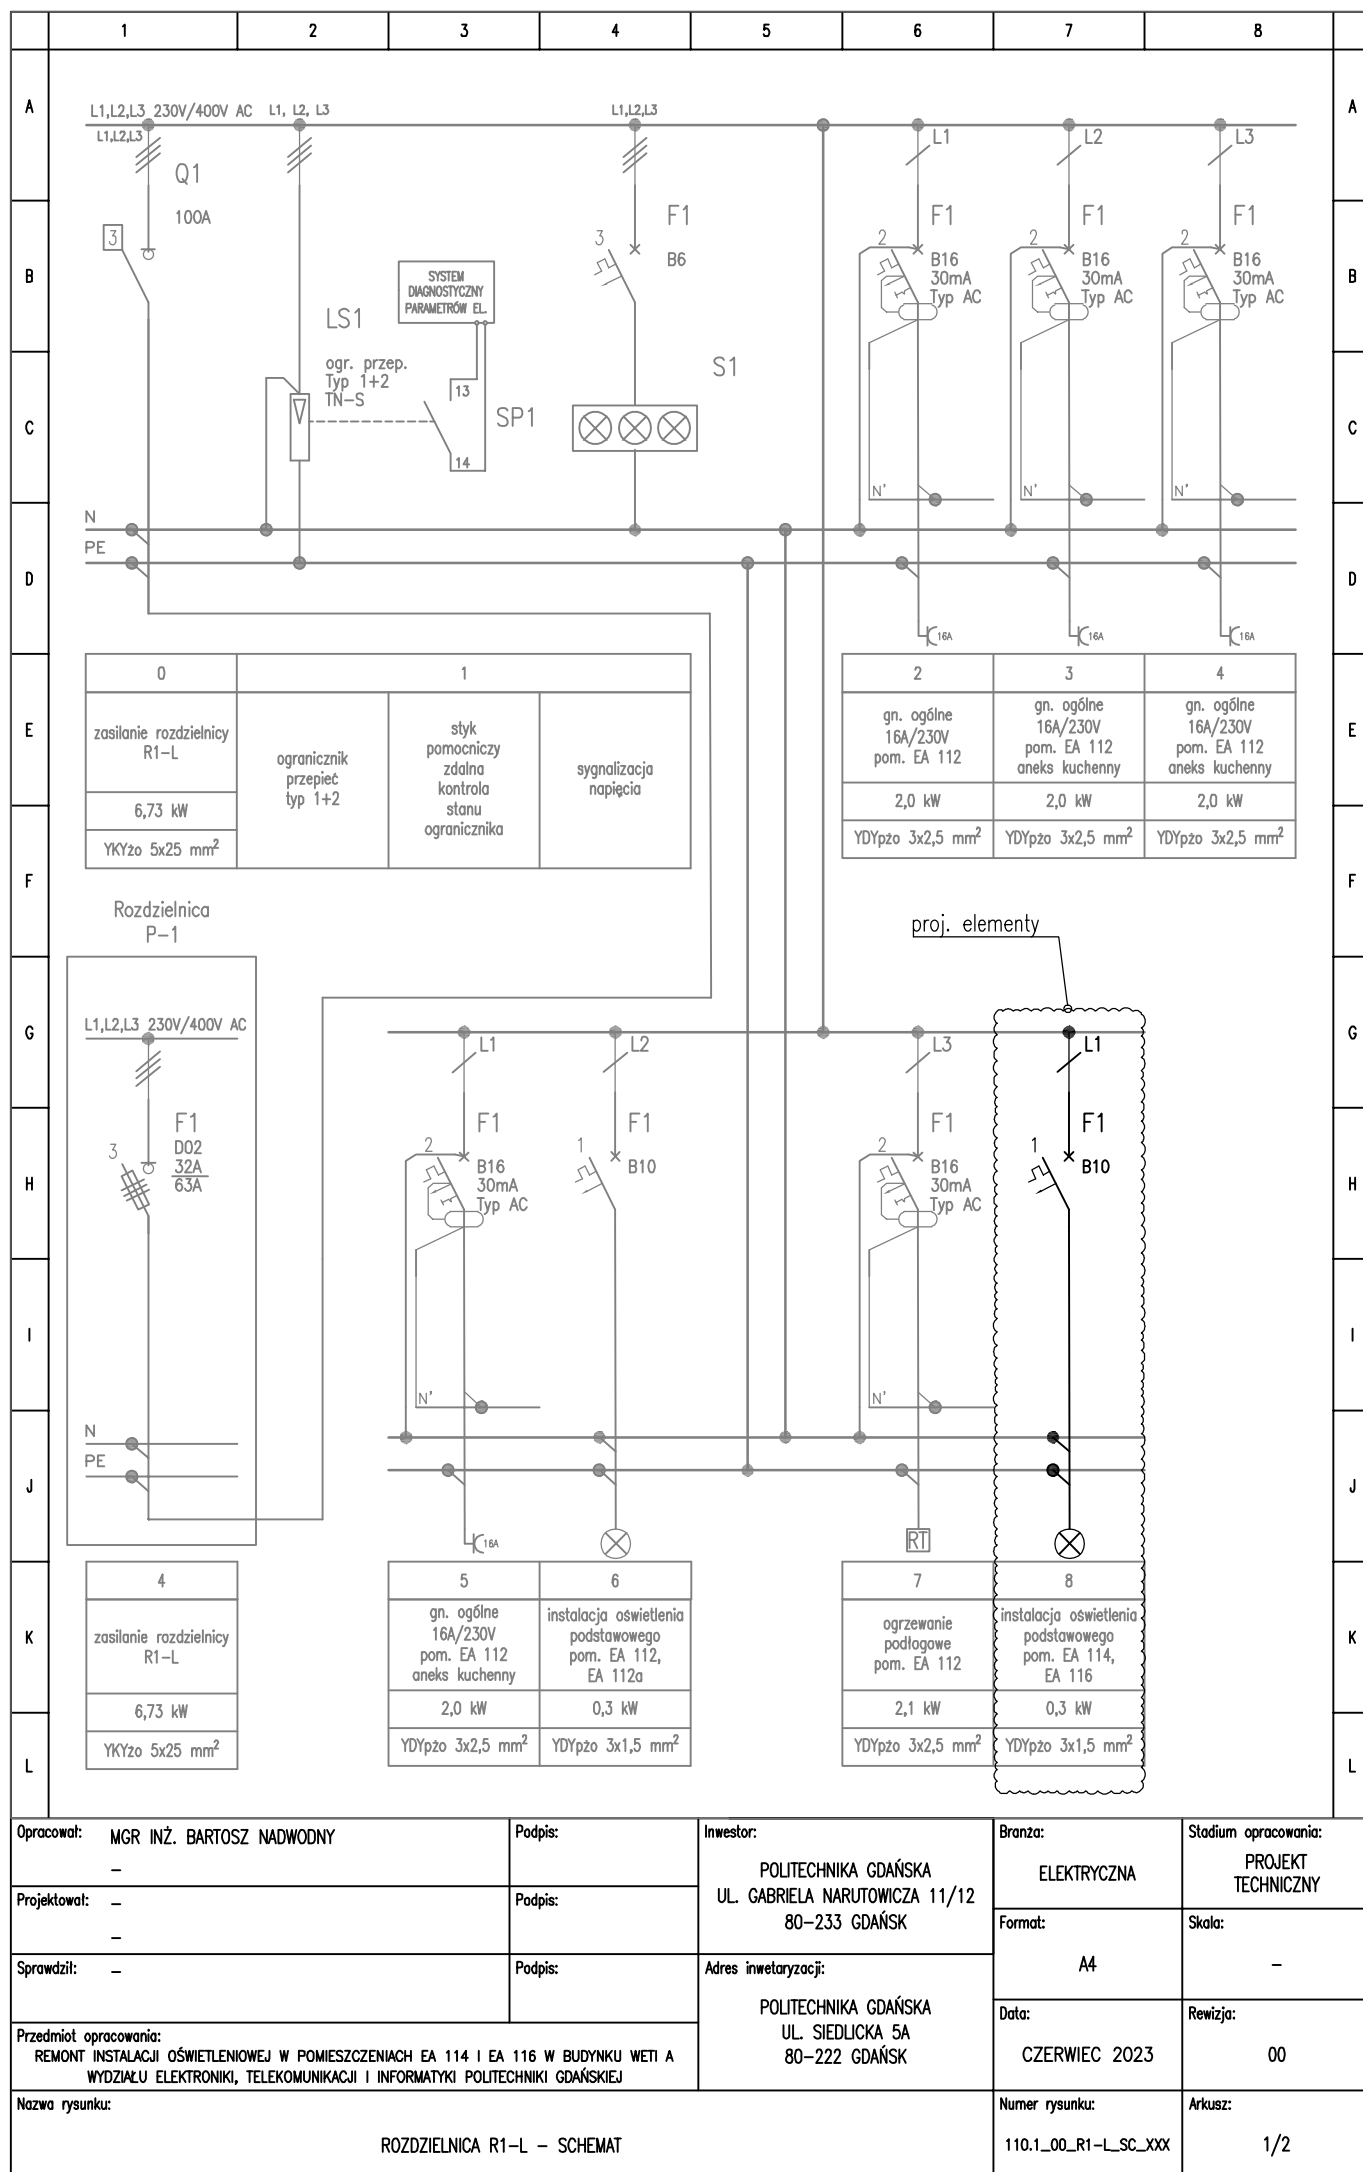 1 2 3 4 5 6 7 8
A A
L1,L2,L3 230V/400V AC L1, L2, L3 L1,L2,L3
L1,L2,L3 L1 L2 L3
Q1
100A F1 F1 F1 F1
3 3 2 2 2
B B
B6 B16 B16 B16
30mA 30mA 30mA
Typ AC Typ AC Typ AC
SYSTEM
DIAGNOSTYCZNY
PARAMETRÓW EL.
LS1
ogr. przep.
Typ 1+2
TN-S
S1
13
SP1
14
C C
N' N' N'
N
PE
D D
16A 16A 16A
0 1 2 3 4
E E
zasilanie rozdzielnicy
R1-L
6,73 kW
YKYżo 5x25 mm²
ogranicznik
przepieć
typ 1+2
styk
pomocniczy
zdalna
kontrola
stanu
ogranicznika
sygnalizacja
napięcia
gn. ogólne
16A/230V
pom. EA 112
2,0 kW
YDYpżo 3x2,5 mm²
gn. ogólne
16A/230V
pom. EA 112
aneks kuchenny
2,0 kW
YDYpżo 3x2,5 mm²
gn. ogólne
16A/230V
pom. EA 112
aneks kuchenny
2,0 kW
YDYpżo 3x2,5 mm²
F F
Rozdzielnica
P-1
proj. elementy
G G
L1,L2,L3 230V/400V AC
L1 L2 L3 L1
F1 F1 F1 F1 F1
D02
32A
63A
3 2 1 2 1
H H
B16
30mA
Typ AC
B10
B16
30mA
Typ AC
B10
I I
N' N'
N
PE
J J
16A RT
4 5 6 7 8
K K
zasilanie rozdzielnicy
R1-L
6,73 kW
YKYżo 5x25 mm²
gn. ogólne
16A/230V
pom. EA 112
aneks kuchenny
2,0 kW
YDYpżo 3x2,5 mm²
instalacja oświetlenia
podstawowego
pom. EA 112,
EA 112a
0,3 kW
YDYpżo 3x1,5 mm²
ogrzewanie
podłogowe
pom. EA 112
2,1 kW
YDYpżo 3x2,5 mm²
instalacja oświetlenia
podstawowego
pom. EA 114,
EA 116
0,3 kW
YDYpżo 3x1,5 mm²
L L
Opracował: MGR INŻ. BARTOSZ NADWODNY
-
Podpis:
Projektował: -
-
Podpis:
Sprawdził: -
Podpis:
Przedmiot opracowania:
REMONT INSTALACJI OŚWIETLENIOWEJ W POMIESZCZENIACH EA 114 I EA 116 W BUDYNKU WETI A
WYDZIAŁU ELEKTRONIKI, TELEKOMUNIKACJI I INFORMATYKI POLITECHNIKI GDAŃSKIEJ
Inwestor:
POLITECHNIKA GDAŃSKA
UL. GABRIELA NARUTOWICZA 11/12
80-233 GDAŃSK
Adres inwetaryzacji:
POLITECHNIKA GDAŃSKA
UL. SIEDLICKA 5A
80-222 GDAŃSK
Branża:
ELEKTRYCZNA
Stadium opracowania:
PROJEKT
TECHNICZNY
Format:
A4
Skala:
-
Data:
CZERWIEC 2023
Rewizja:
00
Nazwa rysunku:
ROZDZIELNICA R1-L - SCHEMAT
Numer rysunku:
110.1_00_R1-L_SC_XXX
Arkusz:
1/2